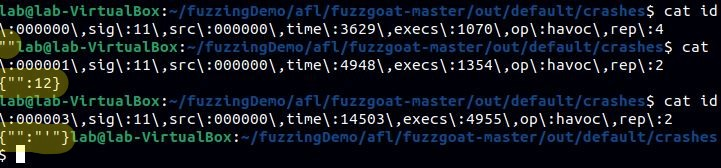 lab@lab-VirtualBox:~/fuzzingDemo/afl/fuzzgoat-master/out/default/crashes$ cat id
\:000000\,sig\:11\,src\:000000\,time\:3629\,execs\:1070\,op\:havoc\,rep\:4
""lab@lab-VirtualBox:~/fuzzingDemo/afl/fuzzgoat-master/out/default/crashes$ cat
\:000001\,sig\:11\,src\:000000\,time\:4948\,execs\:1354\,op\:havoc\,rep\:2
{"":12}
lab@lab-VirtualBox:~/fuzzingDemo/afl/fuzzgoat-master/out/default/crashes$ cat id
\:000003\,sig\:11\,src\:000000\,time\:14503\,execs\:4955\,op\:havoc\,rep\:2
{"":"'"}lab@lab-VirtualBox:~/fuzzingDemo/afl/fuzzgoat-master/out/default/crashes
$